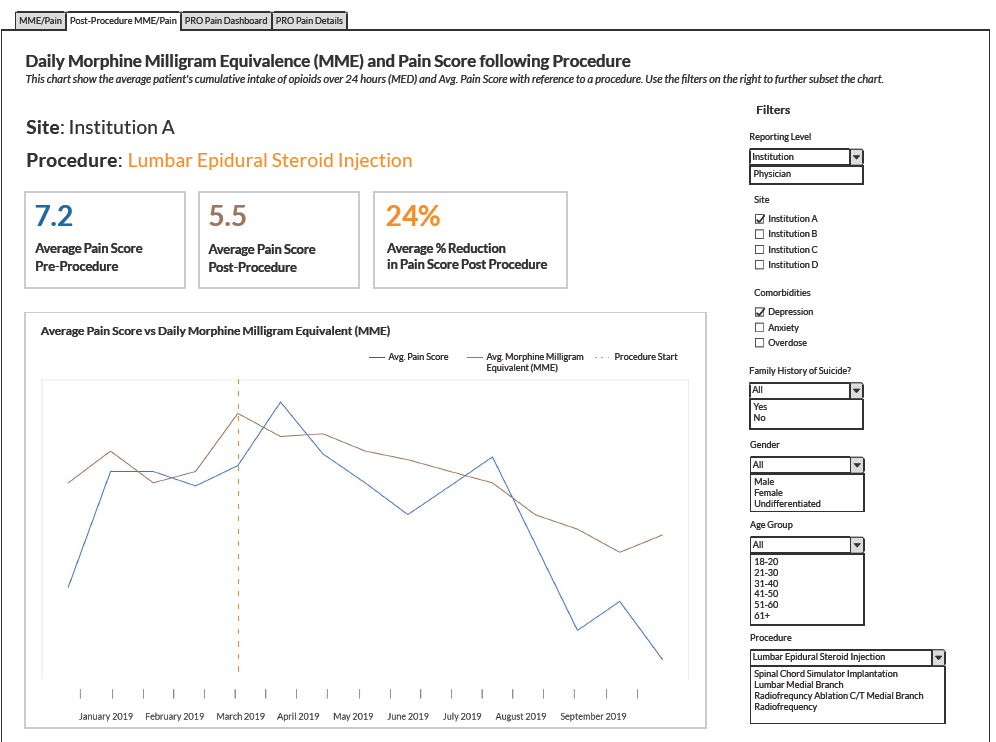 MME/Pain
Post-Procedure MME/Pain
PRO Pain Dashboard
PRO Pain Details
Daily Morphine Milligram Equivalence (MME) and Pain Score following Procedure
This chart show the average patient's cumulative intake of opioids over 24 hours (MED) and Avg. Pain Score with reference to a procedure. Use the filters on the right to further subset the chart.
Site: Institution A
Procedure: Lumbar Epidural Steroid Injection
7.2
Average Pain Score
Pre-Procedure
5.5
Average Pain Score
Post-Procedure
24%
Average % Reduction
in Pain Score Post Procedure
Average Pain Score vs Daily Morphine Milligram Equivalent (MME)
Avg. Pain Score
Avg. Morphine Milligram
Equivalent (MME)
Procedure Start
January 2019
February 2019
March 2019
April 2019
May 2019
June 2019
July 2019
August 2019
September 2019
Filters
Reporting Level
Institution
Physician
Site
Institution A
Institution B
Institution C
Institution D
Comorbidities
Depression
Anxiety
Overdose
Family History of Suicide?
All
Yes
No
Gender
All
Male
Female
Undifferentiated
Age Group
All
18-20
21-30
31-40
41-50
51-60
61+
Procedure
Lumbar Epidural Steroid Injection
Spinal Chord Simulator Implantation
Lumbar Medial Branch
Radiofrequncy Ablation C/T Medial Branch
Radiofrequency